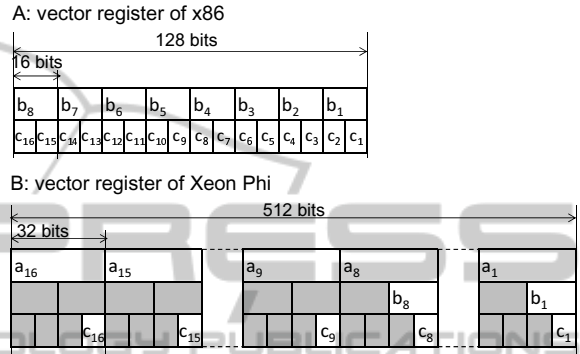 A: vector register of x86
128 bits
16 bits
b8 b7 b6 b5 b4 b3 b2 b1
c16 c15 c14 c13 c12 c11 c10 c9 c8 c7 c6 c5 c4 c3 c2 c1
B: vector register of Xeon Phi
512 bits
32 bits
a16 a15 a9 a8 a1
b8 b1
c16 c15 c9 c8 c1
PRESS